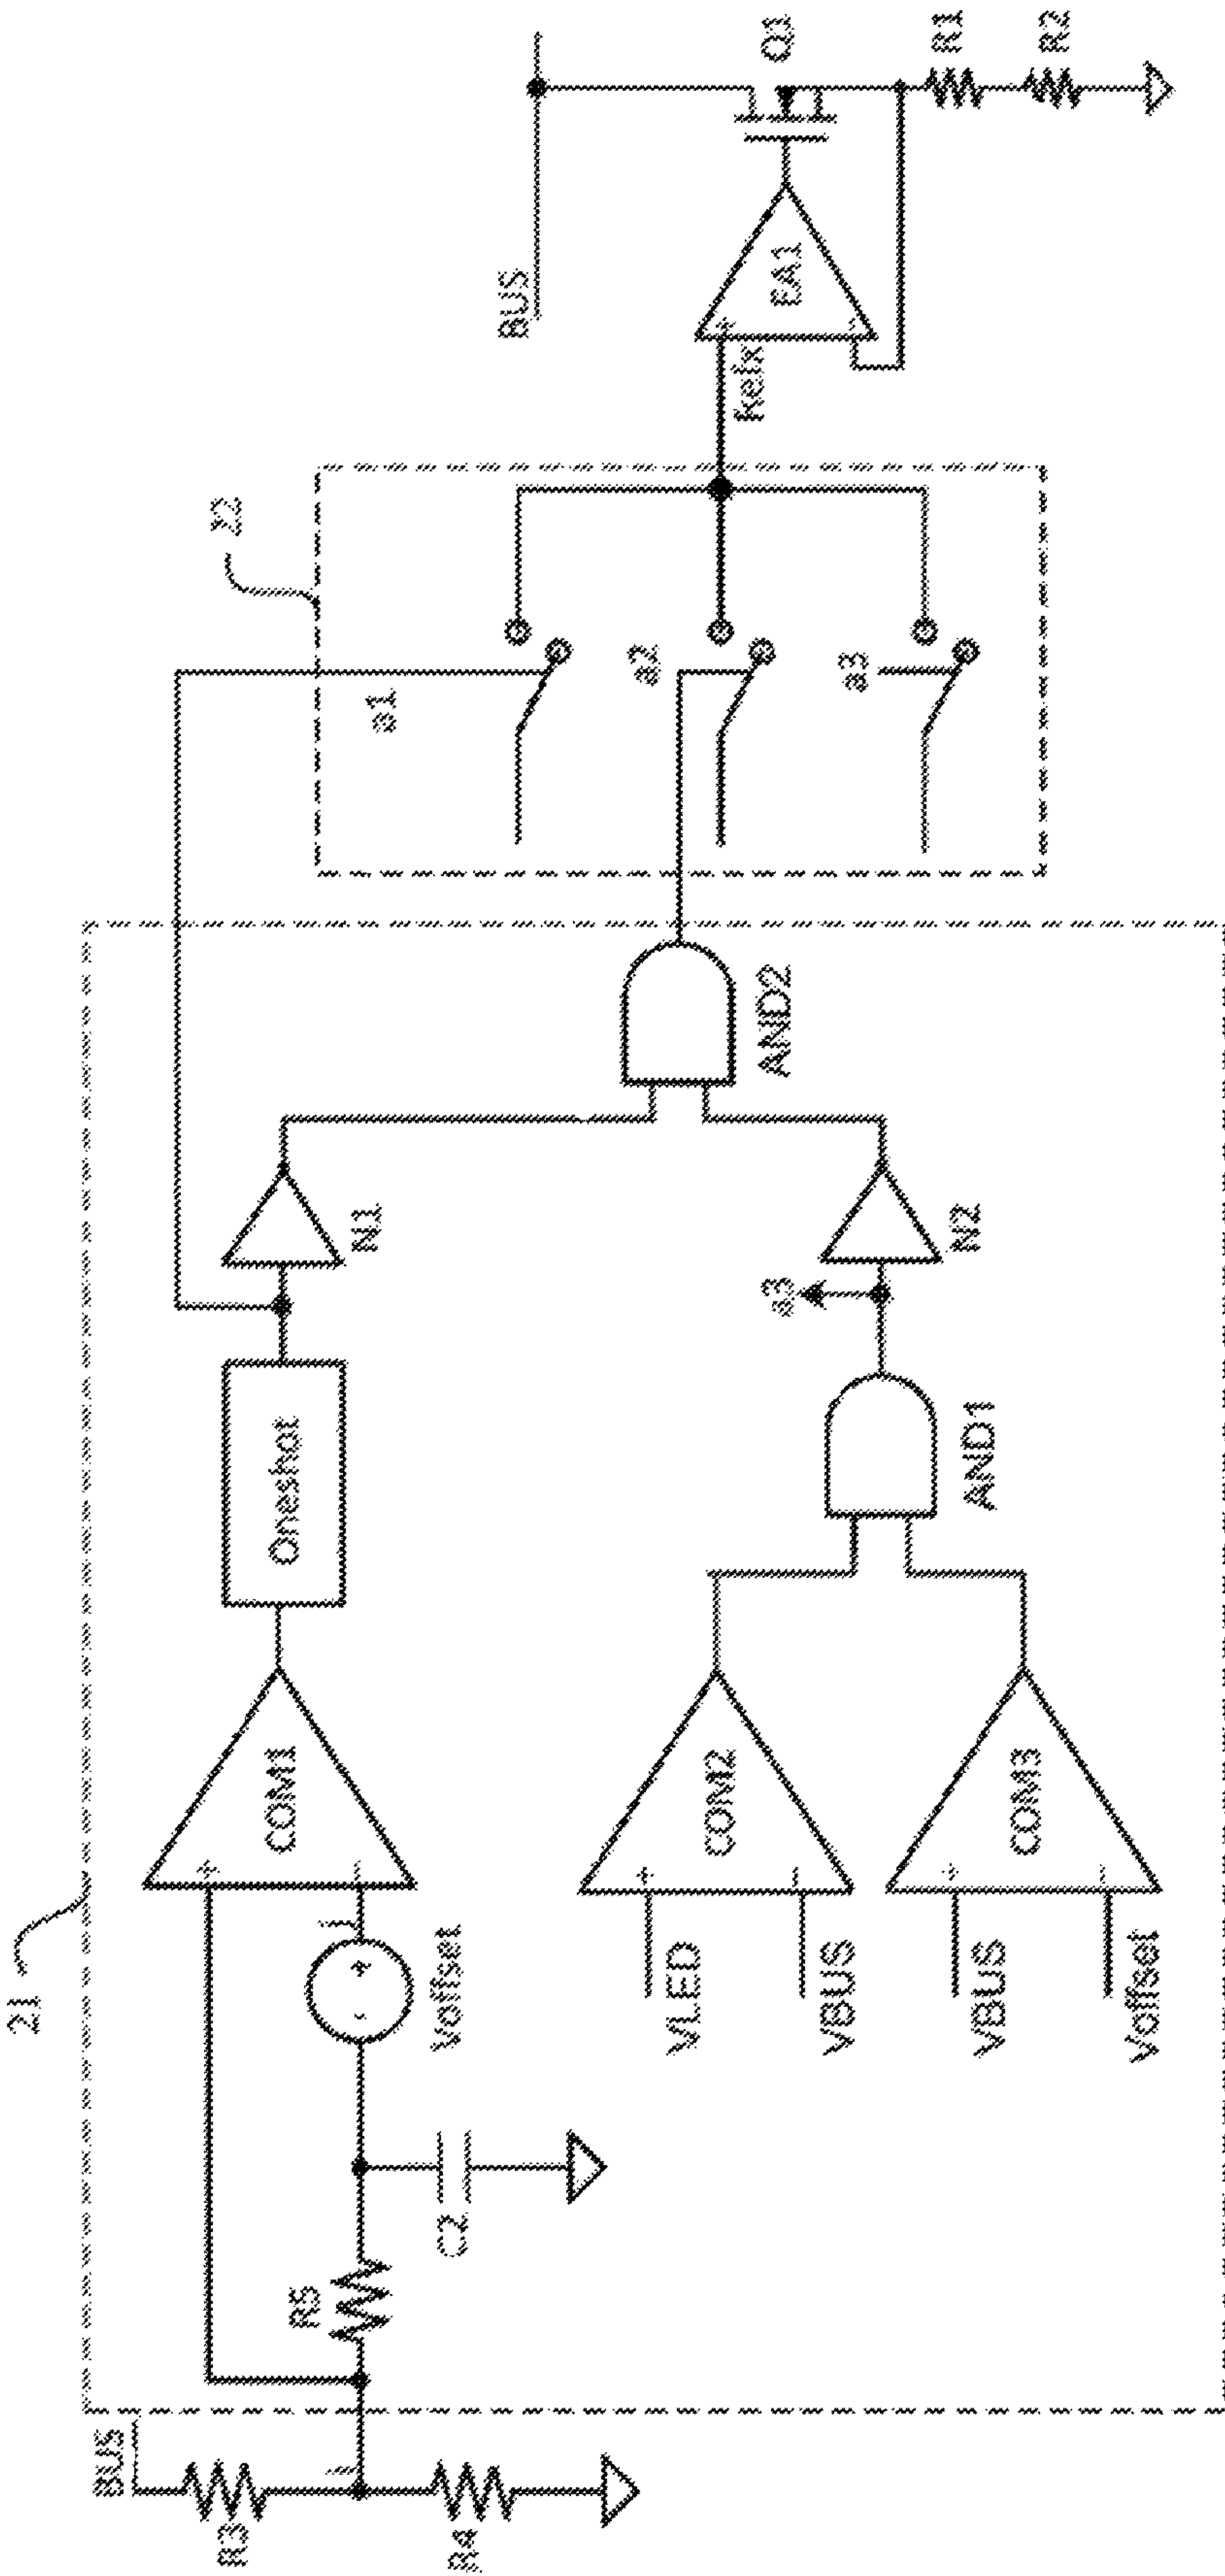 21
BUS
R3
R4
i
R5
C2
Voffset
-
+
j
+
-
COM1
Oneshot
N1
VLED
VBUS
+
-
COM2
VBUS
Voffset
+
-
COM3
AND1
a3
N2
AND2
22
a1
a2
a3
BUS
+
-
EA1
Q1
R1
R2